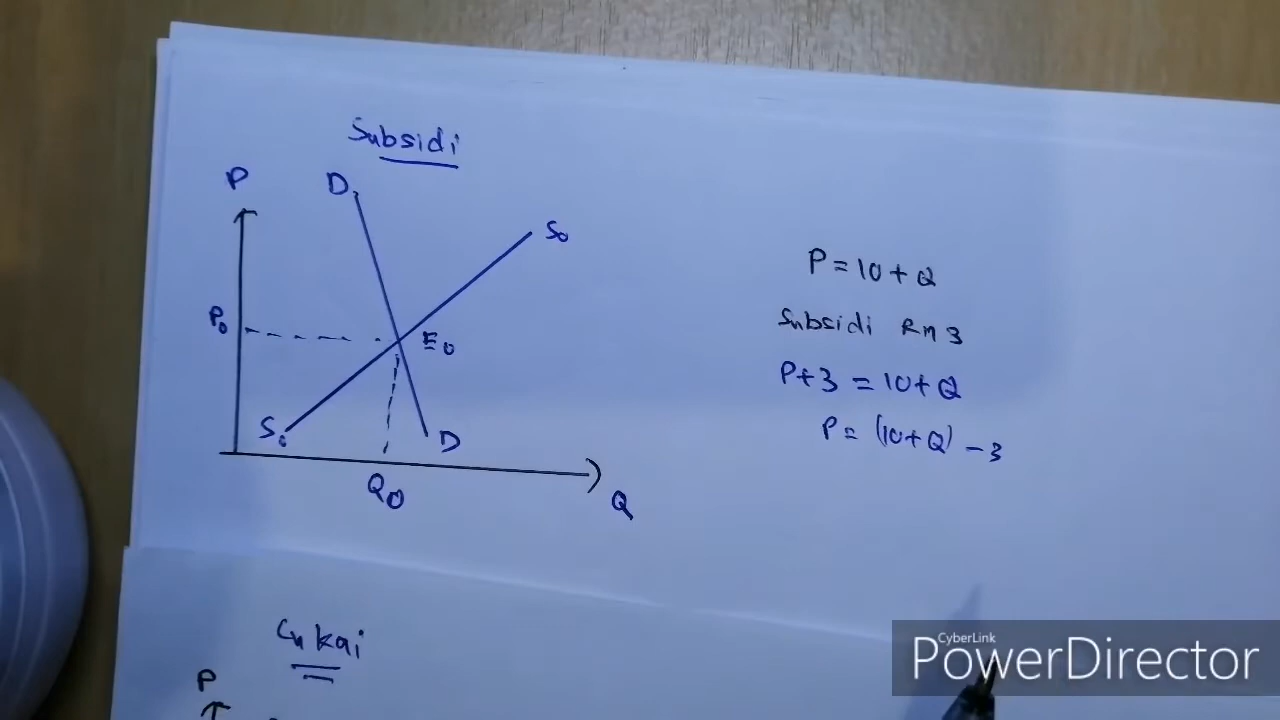 Subsidi
P
D
S₀
P₀
E₀
S₀
D
Q₀
Q
P = 10 + Q
Subsidi RM 3
P+3 = 10+Q
P = (10+Q) - 3
Cukai
P
CyberLink
PowerDirector